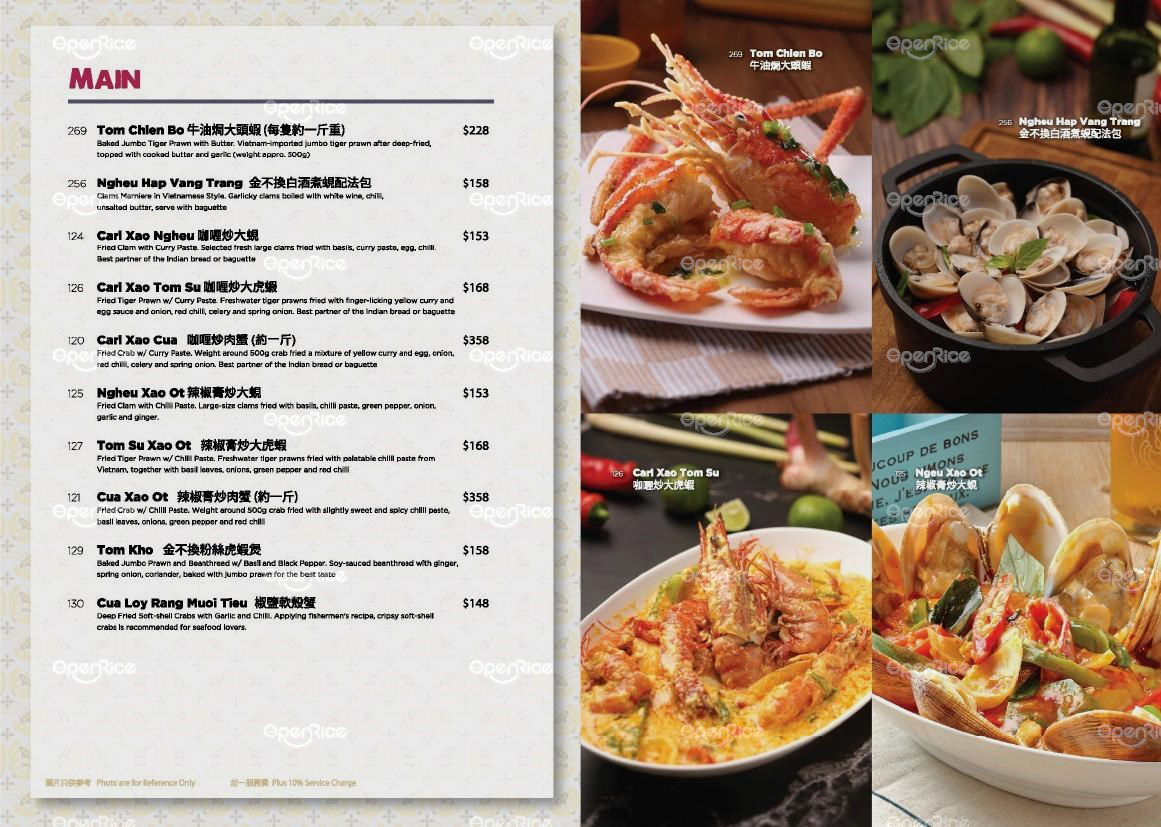 MAIN
269 Tom Chien Bo 牛油焗大頭蝦 (每隻約一斤重) $228
Baked Jumbo Tiger Prawn with Butter. Vietnam-imported jumbo tiger prawn after deep-fried,
topped with cooked butter and garlic (weight appro. 500g)
256 Ngheu Hap Vang Trang 金不換白酒煮蜆配法包 $158
Clams Marniere in Vietnamese Style. Garlicky clams boiled with white wine, chili,
unsalted butter, serve with baguette
124 Cari Xao Ngheu 咖喱炒大蜆 $153
Fried Clam with Curry Paste. Selected fresh large clams fried with basils, curry paste, egg, chilli.
Best partner of the Indian bread or baguette
126 Cari Xao Tom Su 咖喱炒大虎蝦 $168
Fried Tiger Prawn w/ Curry Paste. Freshwater tiger prawns fried with finger-licking yellow curry and
egg sauce and onion, red chilli, celery and spring onion. Best partner of the Indian bread or baguette
120 Cari Xao Cua 咖喱炒肉蟹 (約一斤) $358
Fried Crab w/ Curry Paste. Weight around 500g crab fried a mixture of yellow curry and egg, onion,
red chilli, celery and spring onion. Best partner of the Indian bread or baguette
125 Ngheu Xao Ot 辣椒膏炒大蜆 $153
Fried Clam with Chilli Paste. Large-size clams fried with basils, chilli paste, green pepper, onion,
garlic and ginger.
127 Tom Su Xao Ot 辣椒膏炒大虎蝦 $168
Fried Tiger Prawn w/ Chilli Paste. Freshwater tiger prawns fried with palatable chilli paste from
Vietnam, together with basil leaves, onions, green pepper and red chilli
121 Cua Xao Ot 辣椒膏炒肉蟹 (約一斤) $358
Fried Crab w/ Chilli Paste. Weight around 500g crab fried with slightly sweet and spicy chilli paste,
basil leaves, onions, green pepper and red chilli
129 Tom Kho 金不換粉絲虎蝦煲 $158
Baked Jumbo Prawn and Beanthread w/ Basil and Black Pepper. Soy-sauced beanthread with ginger,
spring onion, coriander, baked with jumbo prawn for the best taste
130 Cua Loy Rang Muoi Tieu 椒鹽軟殼蟹 $148
Deep Fried Soft-shell Crabs with Garlic and Chilli. Applying fishermen's recipe, cripsy soft-shell
crabs is recommended for seafood lovers.
圖片只供參考 Photo are for Reference Only 加一服務費 Plus 10% Service Charge
269 Tom Chien Bo
牛油焗大頭蝦
256 Ngheu Hap Vang Trang
金不換白酒煮蜆配法包
126 Cari Xao Tom Su
咖喱炒大虎蝦
125 Ngeu Xao Ot
辣椒膏炒大蜆
UCOUP DE BONS
NOUS
IMONS
E, J'ES
UX.
OpenRice